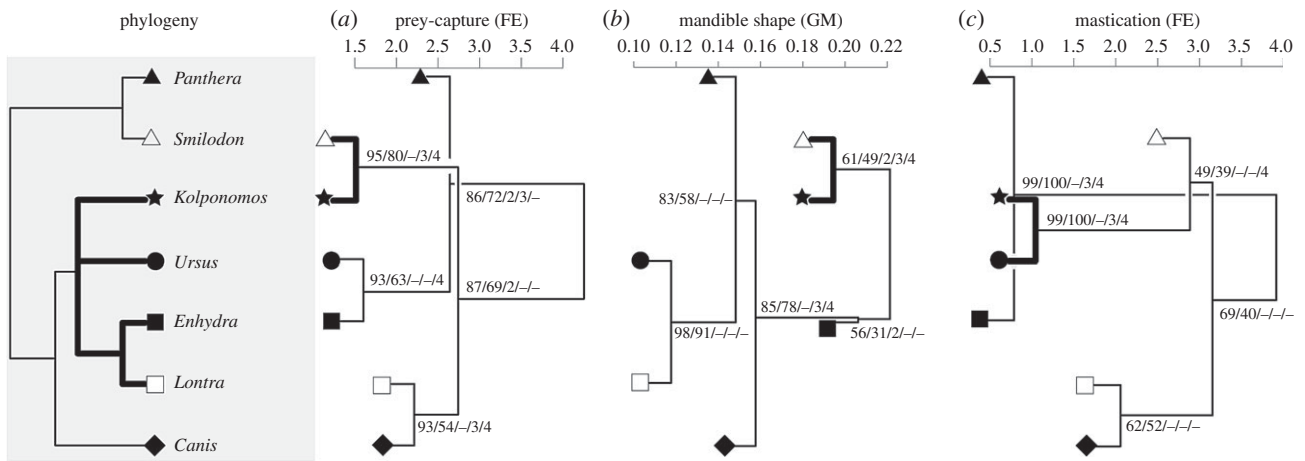 phylogeny
Panthera
Smilodon
Kolponomos
Ursus
Enhydra
Lontra
Canis
(a) prey-capture (FE)
1.5 2.0 2.5 3.0 3.5 4.0
95/80/–/3/4
86/72/2/3/–
93/63/–/–/4
87/69/2/–/–
93/54/–/3/4
(b) mandible shape (GM)
0.10 0.12 0.14 0.16 0.18 0.20 0.22
61/49/2/3/4
83/58/–/–/–
85/78/–/3/4
98/91/–/–/–
56/31/2/–/–
(c) mastication (FE)
0.5 1.0 1.5 2.0 2.5 3.0 3.5 4.0
49/39/–/–/4
99/100/–/3/4
99/100/–/3/4
69/40/–/–/–
62/52/–/–/–